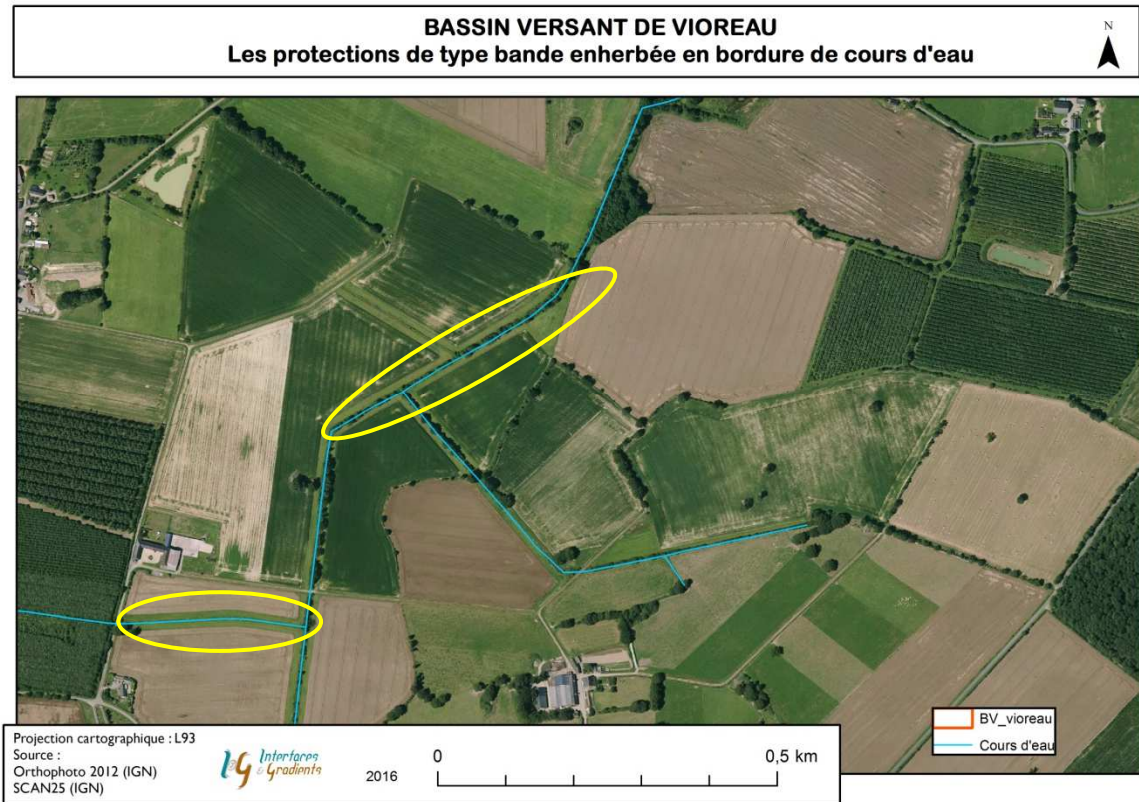 BASSIN VERSANT DE VIOREAU
Les protections de type bande enherbée en bordure de cours d'eau
N
BV_vioreau
Cours d'eau
Projection cartographique : L93
Source :
Orthophoto 2012 (IGN)
SCAN25 (IGN)
I&G Interfaces
& Gradients
2016
0
0,5 km